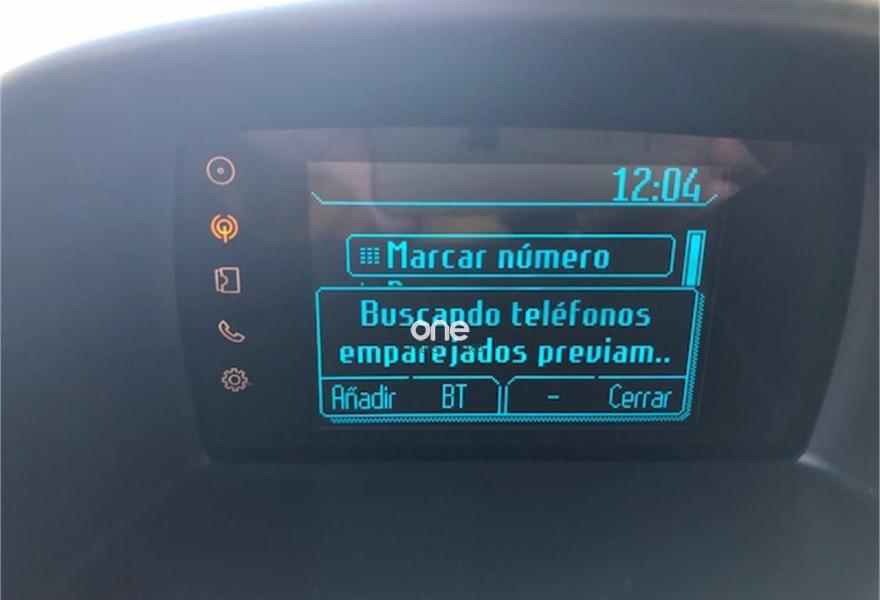 12:04
Marcar número
Buscando teléfonos
emparejados previam..
Añadir BT - Cerrar
one